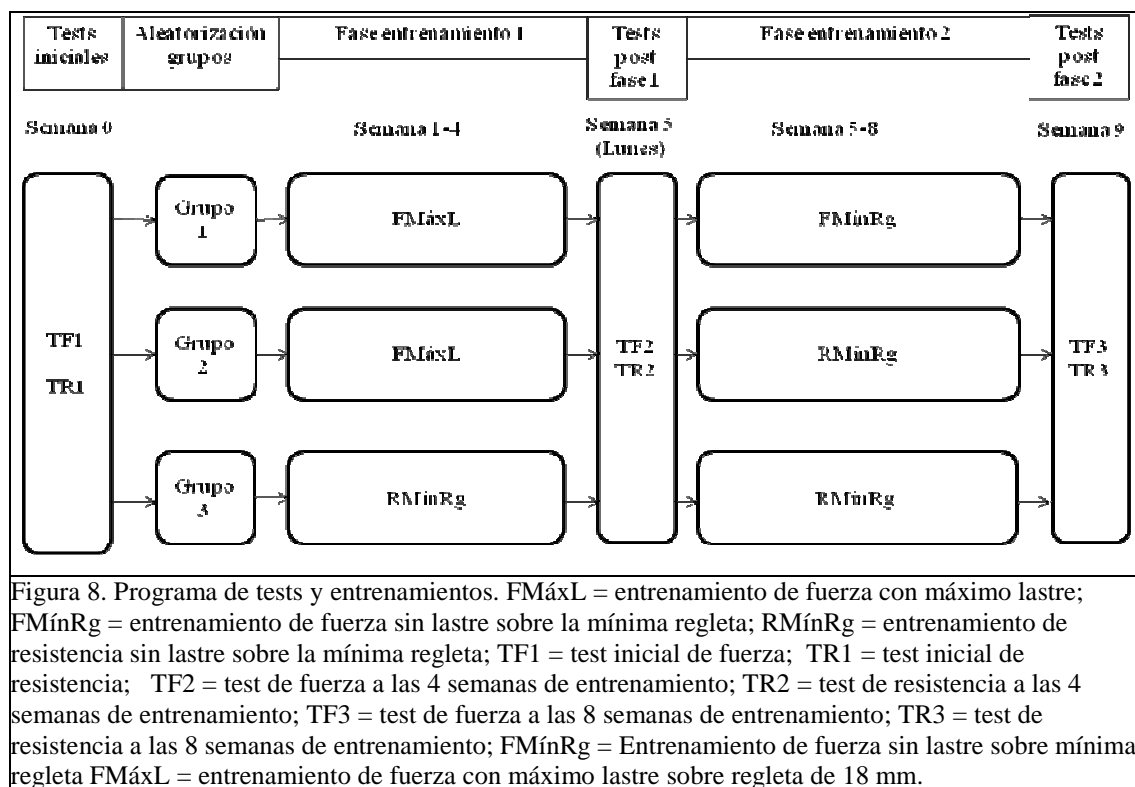 Tests iniciales
Aleatorización grupos
Fase entrenamiento 1
Tests post fase 1
Fase entrenamiento 2
Tests post fase 2
Semana 0
Semana 1-4
Semana 5 (Lunes)
Semana 5-8
Semana 9
TF1
TR1
Grupo 1
FMáxL
TF2
TR2
FMínRg
TF3
TR3
Grupo 2
FMáxL
RMínRg
Grupo 3
RMínRg
RMínRg
Figura 8. Programa de tests y entrenamientos. FMáxL = entrenamiento de fuerza con máximo lastre;
FMínRg = entrenamiento de fuerza sin lastre sobre la mínima regleta; RMínRg = entrenamiento de
resistencia sin lastre sobre la mínima regleta; TF1 = test inicial de fuerza; TR1 = test inicial de
resistencia; TF2 = test de fuerza a las 4 semanas de entrenamiento; TR2 = test de resistencia a las 4
semanas de entrenamiento; TF3 = test de fuerza a las 8 semanas de entrenamiento; TR3 = test de
resistencia a las 8 semanas de entrenamiento; FMínRg = Entrenamiento de fuerza sin lastre sobre mínima
regleta FMáxL = entrenamiento de fuerza con máximo lastre sobre regleta de 18 mm.